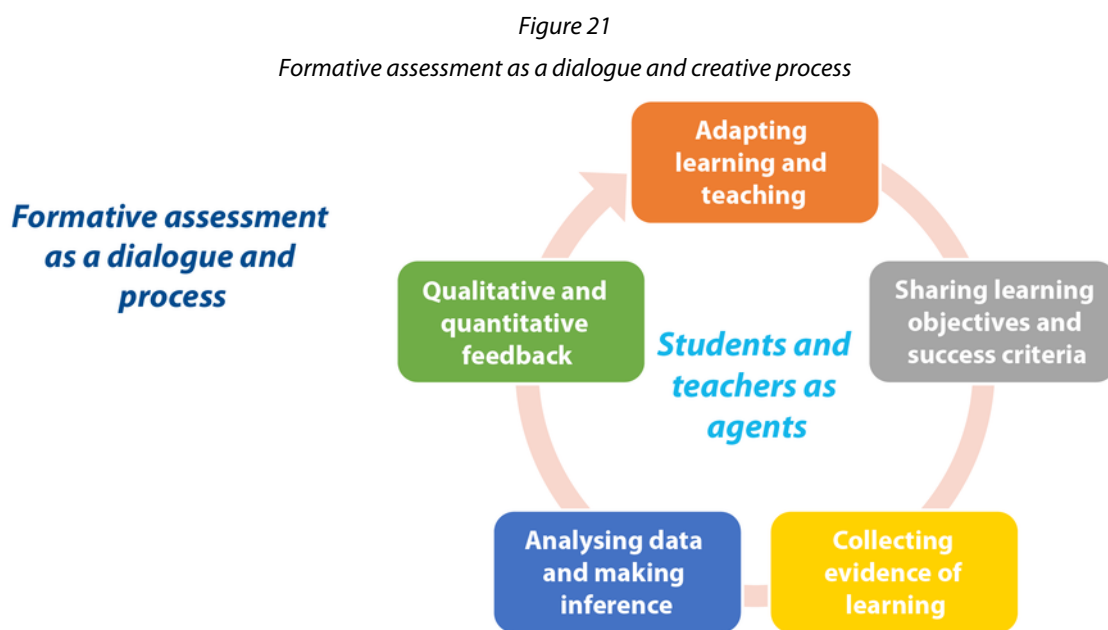 Figure 21
Formative assessment as a dialogue and creative process
Adapting
learning and
teaching
Formative assessment
as a dialogue and
process
Qualitative and
quantitative
feedback
Sharing learning
objectives and
success criteria
Students and
teachers as
agents
Analysing data
and making
inference
Collecting
evidence of
learning